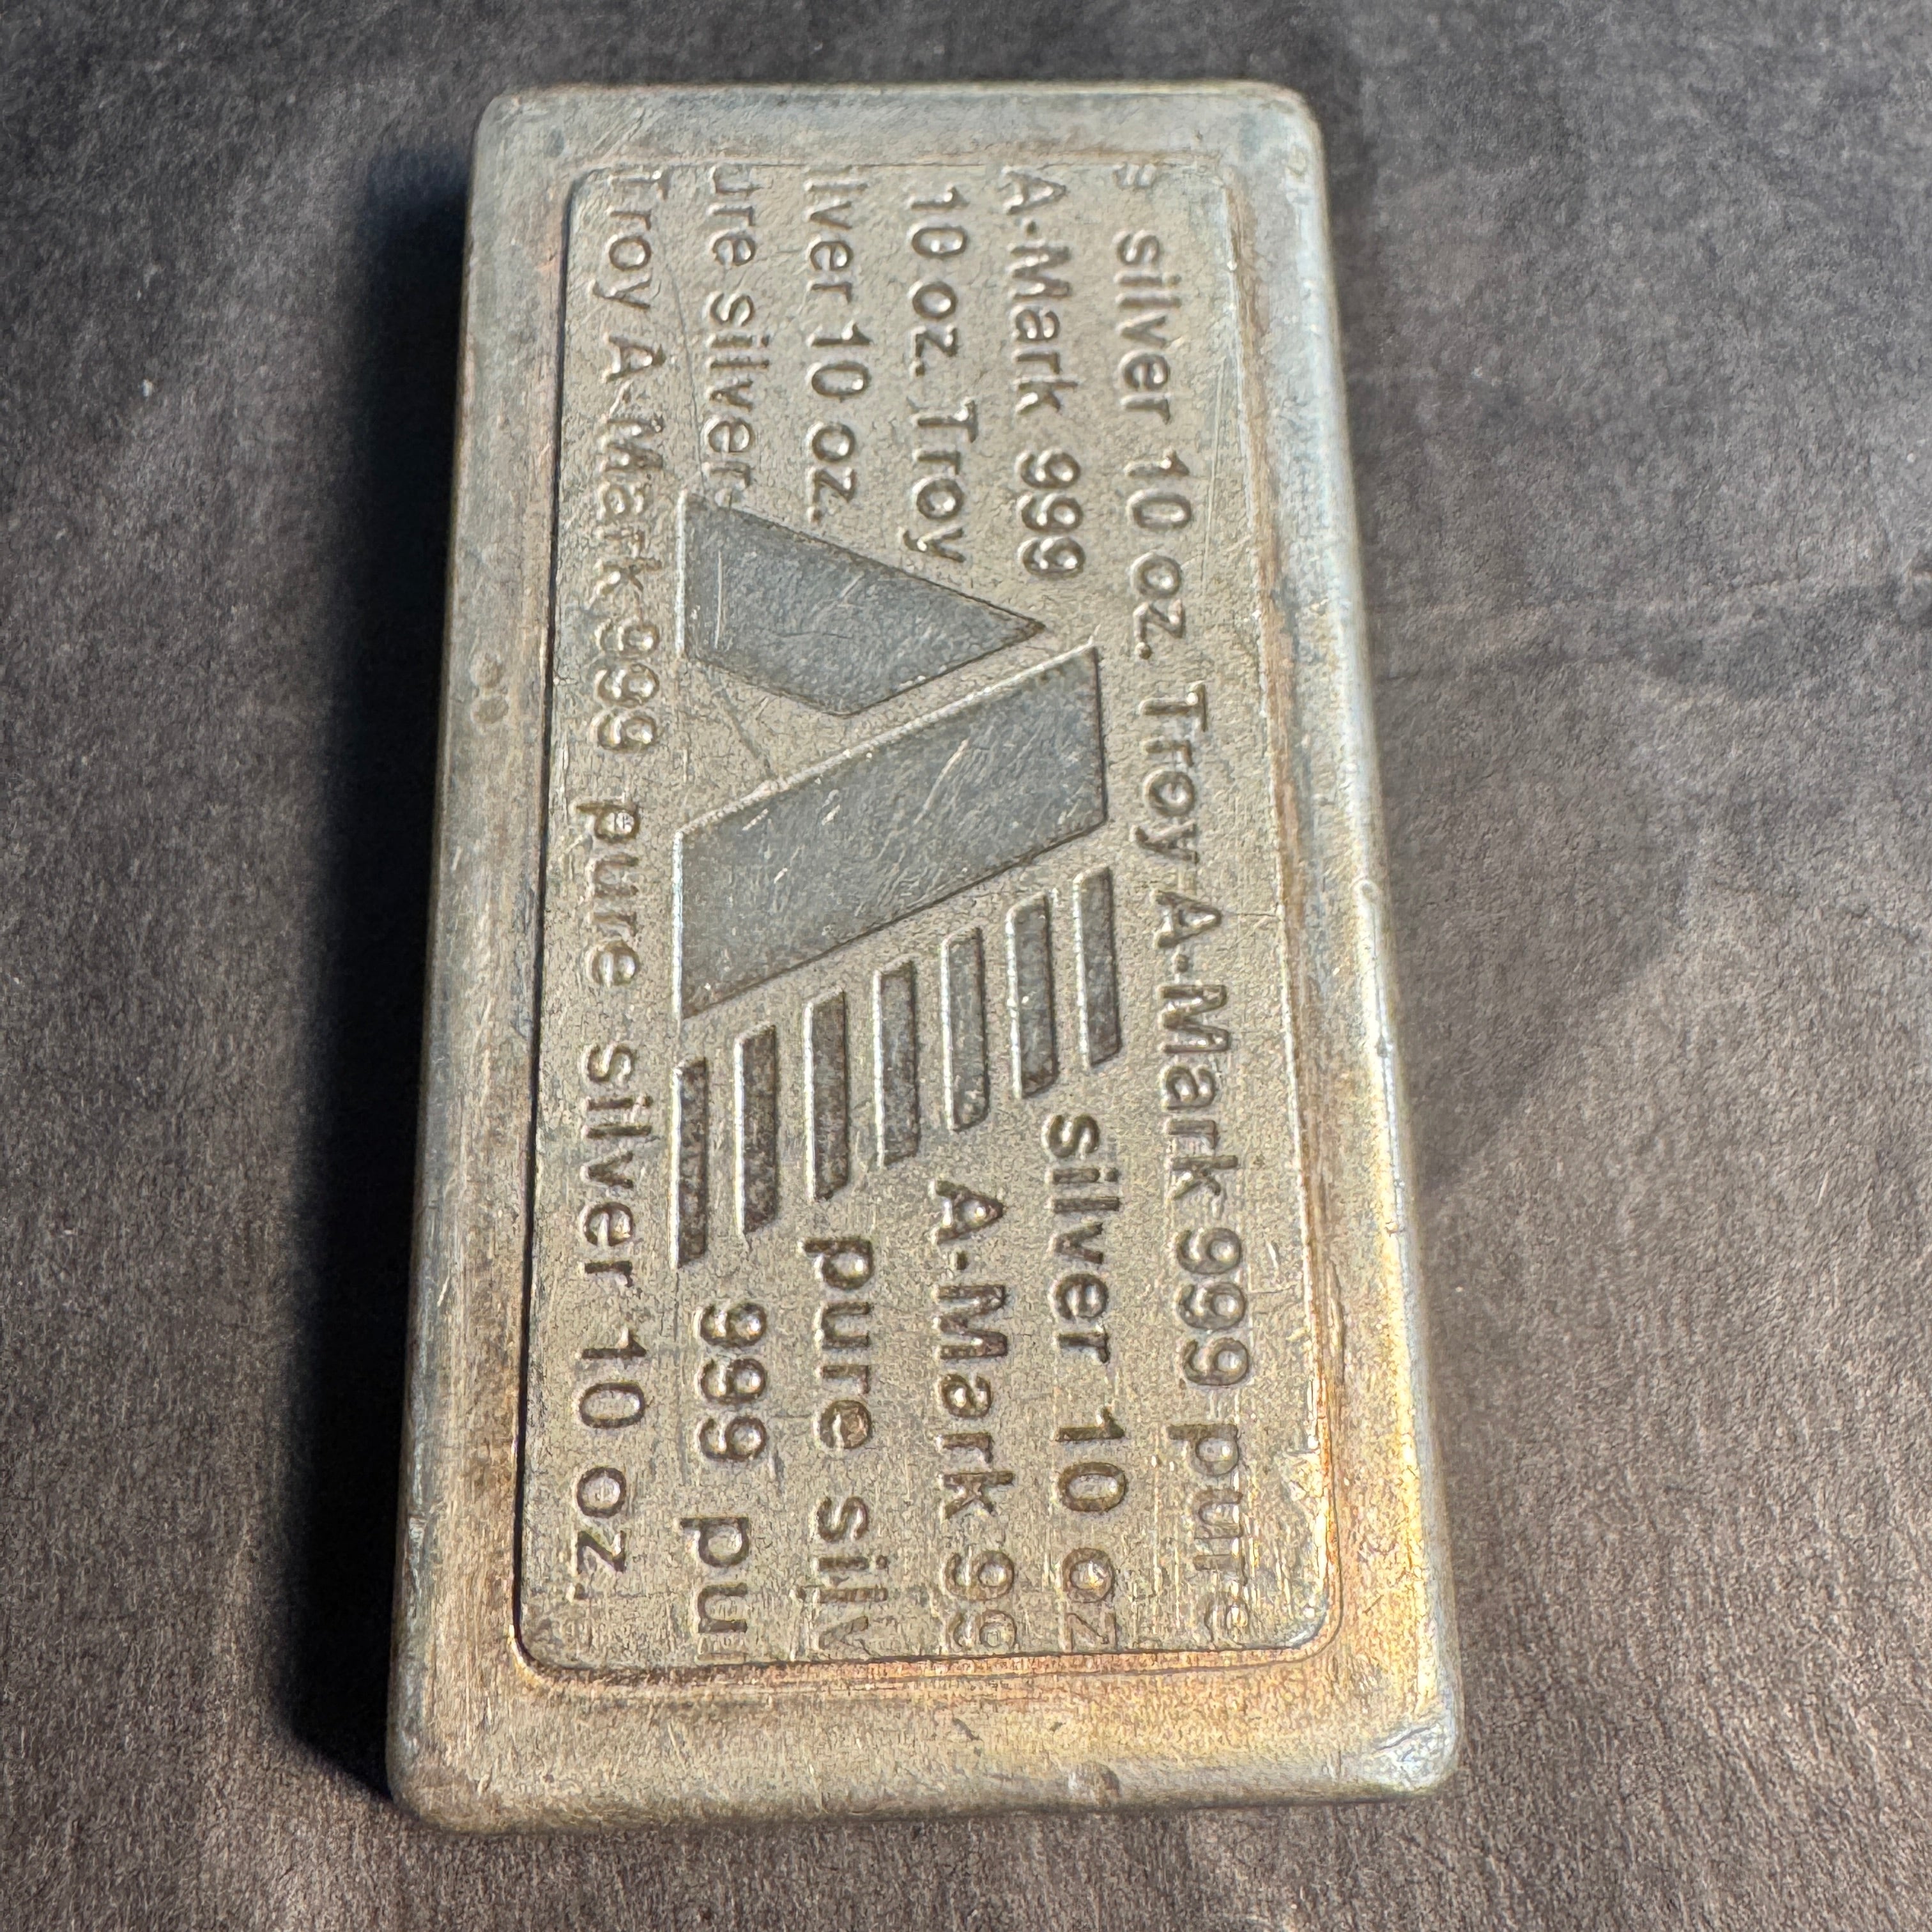 silver 10 oz. Troy A-Mark 999 pure
A-Mark 999 silver 10 oz
10 oz. Troy A-Mark 99
lver 10 oz. pure silv
ure silver 999 pu
Troy A-Mark 999 pure silver 10 oz.